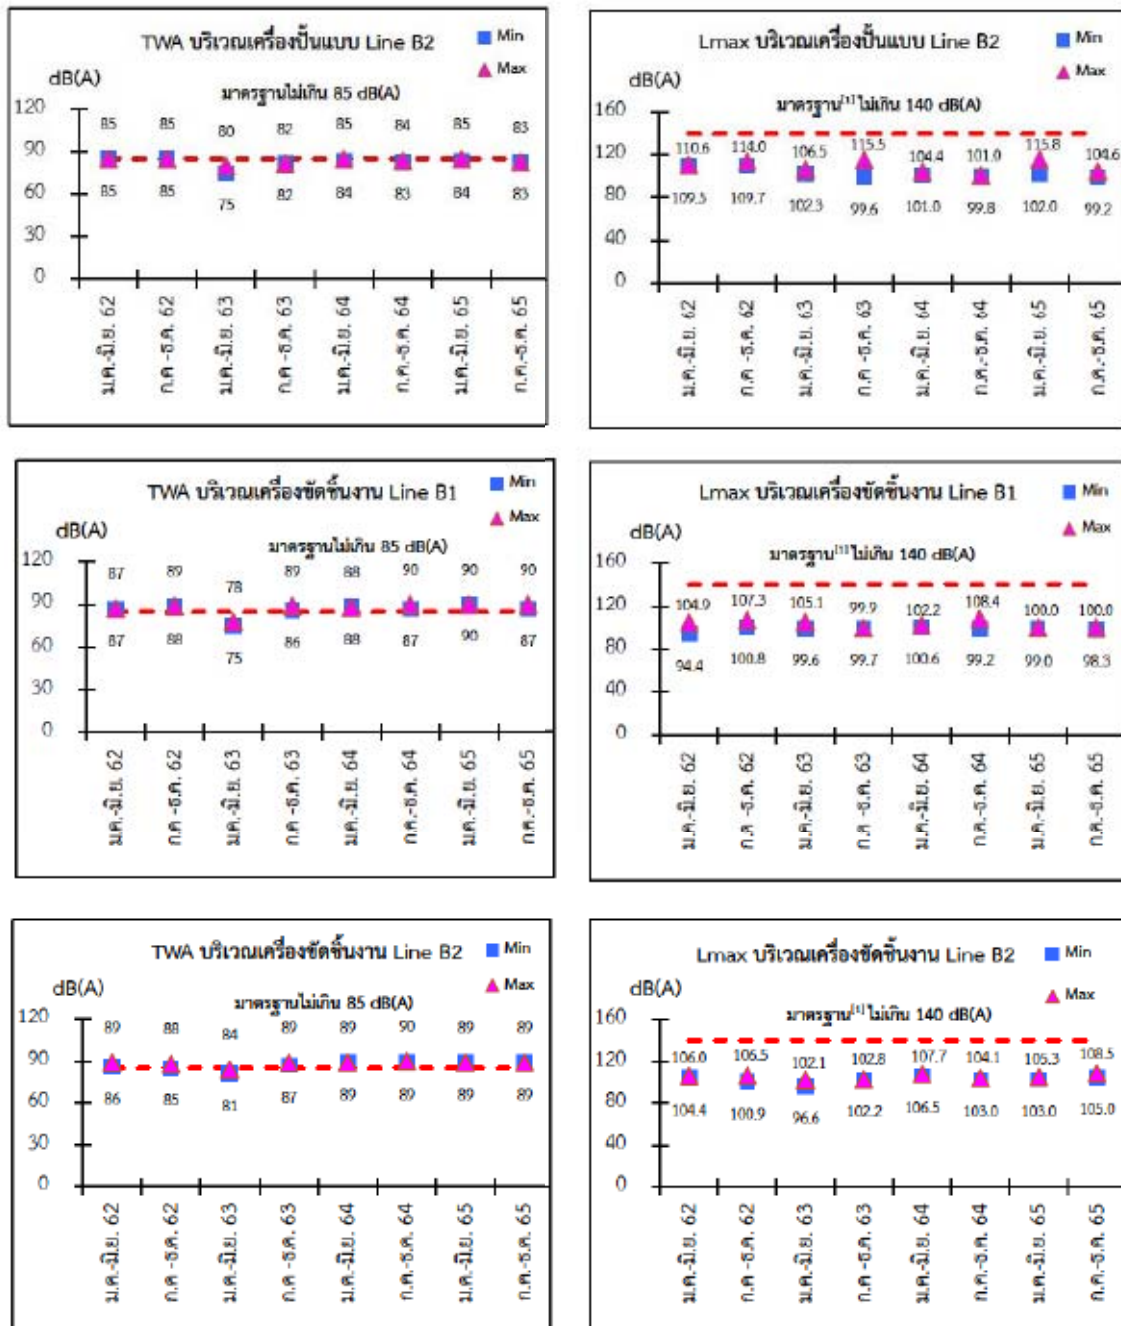 TWA บริเวณเครื่องปั้นแบบ Line B2
Min
Max
dB(A)
มาตรฐานไม่เกิน 85 dB(A)
120
90
60
30
0
85 85 80 82 85 84 85 83
85 85 75 82 84 83 84 83
ม.ค.-มิ.ย. 62
ก.ค -ธ.ค. 62
ม.ค.-มิ.ย. 63
ก.ค -ธ.ค. 63
ม.ค.-มิ.ย. 64
ก.ค.-ธ.ค. 64
ม.ค.-มิ.ย. 65
ก.ค.-ธ.ค. 65
Lmax บริเวณเครื่องปั้นแบบ Line B2
Min
Max
dB(A)
มาตรฐาน[1] ไม่เกิน 140 dB(A)
160
120
80
40
0
110.6 114.0 106.5 115.5 104.4 101.0 115.8 104.6
109.5 109.7 102.3 99.6 101.0 99.8 102.0 99.2
ม.ค.-มิ.ย. 62
ก.ค -ธ.ค. 62
ม.ค.-มิ.ย. 63
ก.ค -ธ.ค. 63
ม.ค.-มิ.ย. 64
ก.ค.-ธ.ค. 64
ม.ค.-มิ.ย. 65
ก.ค.-ธ.ค. 65
TWA บริเวณเครื่องขัดชิ้นงาน Line B1
Min
Max
dB(A)
มาตรฐานไม่เกิน 85 dB(A)
120
90
60
30
0
87 89 78 89 88 90 90 90
87 88 75 86 88 87 90 87
ม.ค.-มิ.ย. 62
ก.ค -ธ.ค. 62
ม.ค.-มิ.ย. 63
ก.ค -ธ.ค. 63
ม.ค.-มิ.ย. 64
ก.ค.-ธ.ค. 64
ม.ค.-มิ.ย. 65
ก.ค.-ธ.ค. 65
Lmax บริเวณเครื่องขัดชิ้นงาน Line B1
Min
Max
dB(A)
มาตรฐาน[1] ไม่เกิน 140 dB(A)
160
120
80
40
0
104.9 107.3 105.1 99.9 102.2 108.4 100.0 100.0
94.4 100.8 99.6 99.7 100.6 99.2 99.0 98.3
ม.ค.-มิ.ย. 62
ก.ค -ธ.ค. 62
ม.ค.-มิ.ย. 63
ก.ค -ธ.ค. 63
ม.ค.-มิ.ย. 64
ก.ค.-ธ.ค. 64
ม.ค.-มิ.ย. 65
ก.ค.-ธ.ค. 65
TWA บริเวณเครื่องขัดชิ้นงาน Line B2
Min
Max
dB(A)
มาตรฐานไม่เกิน 85 dB(A)
120
90
60
30
0
89 88 84 89 89 90 89 89
86 85 81 87 89 89 89 89
ม.ค.-มิ.ย. 62
ก.ค -ธ.ค. 62
ม.ค.-มิ.ย. 63
ก.ค -ธ.ค. 63
ม.ค.-มิ.ย. 64
ก.ค.-ธ.ค. 64
ม.ค.-มิ.ย. 65
ก.ค.-ธ.ค. 65
Lmax บริเวณเครื่องขัดชิ้นงาน Line B2
Min
Max
dB(A)
มาตรฐาน[1] ไม่เกิน 140 dB(A)
160
120
80
40
0
106.0 106.5 102.1 102.8 107.7 104.1 105.3 108.5
104.4 100.9 96.6 102.2 106.5 103.0 103.0 105.0
ม.ค.-มิ.ย. 62
ก.ค -ธ.ค. 62
ม.ค.-มิ.ย. 63
ก.ค -ธ.ค. 63
ม.ค.-มิ.ย. 64
ก.ค.-ธ.ค. 64
ม.ค.-มิ.ย. 65
ก.ค.-ธ.ค. 65